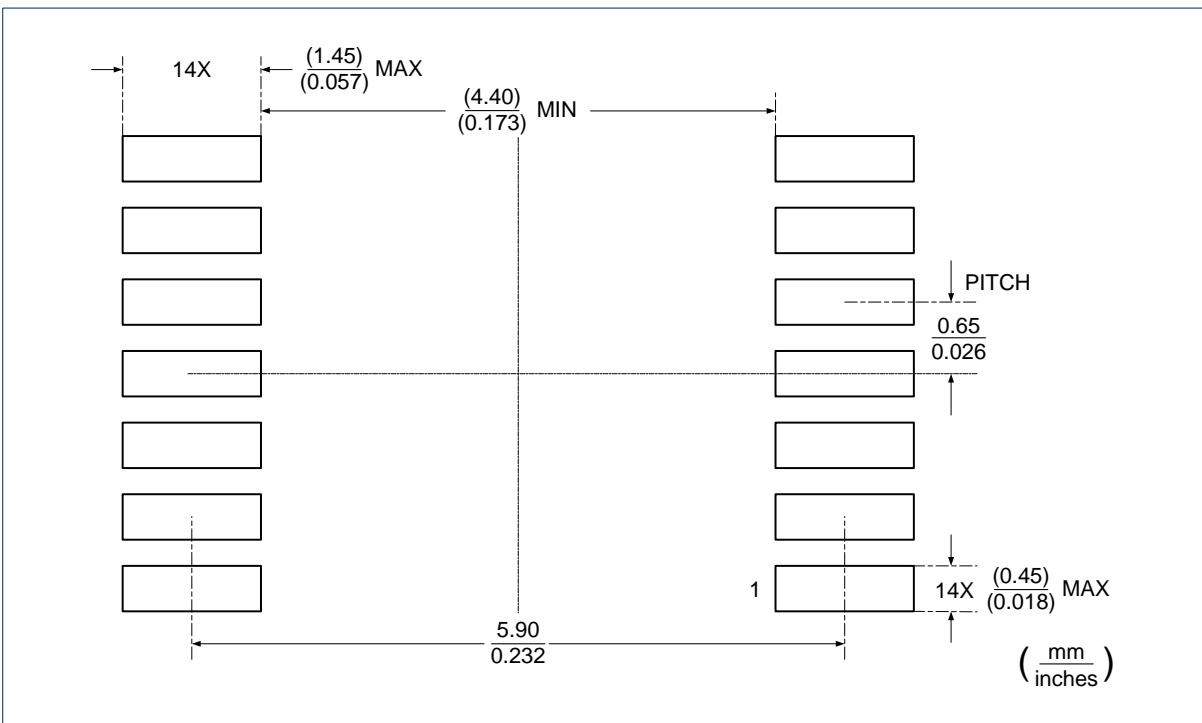 14X
(1.45)
(0.057)
MAX
(4.40)
(0.173)
MIN
PITCH
0.65
0.026
1
14X
(0.45)
(0.018)
MAX
5.90
0.232
(mm
inches)